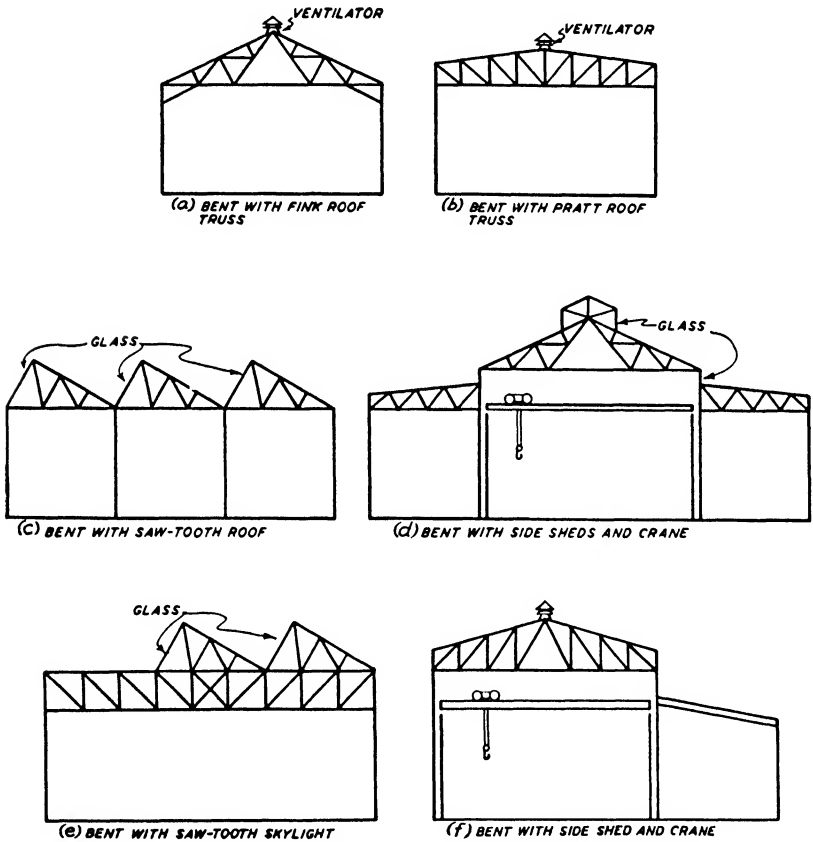 VENTILATOR
VENTILATOR
(a) BENT WITH FINK ROOF
TRUSS
(b) BENT WITH PRATT ROOF
TRUSS
GLASS
GLASS
(c) BENT WITH SAW-TOOTH ROOF
(d) BENT WITH SIDE SHEDS AND CRANE
GLASS
(e) BENT WITH SAW-TOOTH SKYLIGHT
(f) BENT WITH SIDE SHED AND CRANE